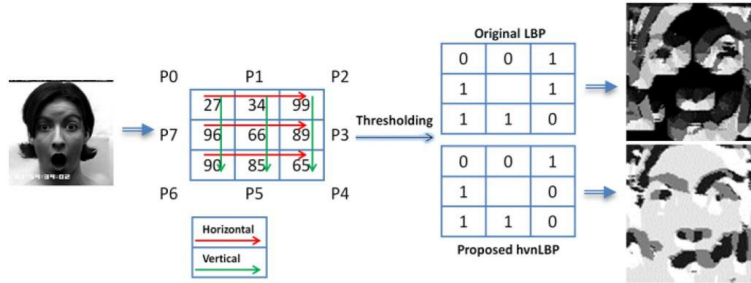 Original LBP
P0 P1 P2
0 0 1
27 34 99
1 1
Thresholding
P7 96 66 89 P3
1 1 0
90 85 65
0 0 1
P6 P5 P4
1 0
1 1 0
Horizontal
Proposed hvnLBP
Vertical